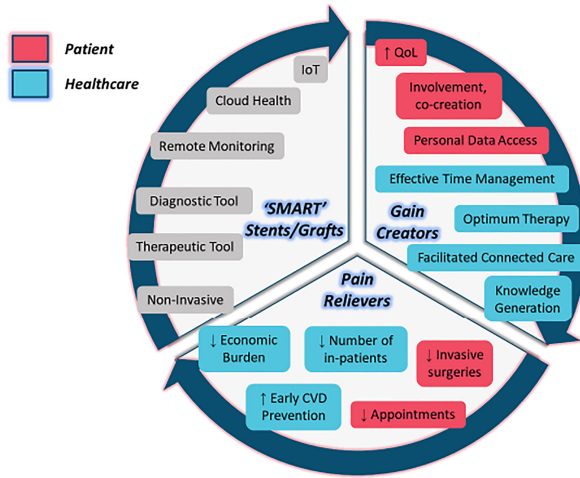 Patient
Healthcare
IoT
Cloud Health
Remote Monitoring
Diagnostic Tool
Therapeutic Tool
Non-Invasive
‘SMART’
Stents/Grafts
↑ QoL
Involvement,
co-creation
Personal Data Access
Effective Time Management
Optimum Therapy
Facilitated Connected Care
Knowledge
Generation
Gain
Creators
Pain
Relievers
↓ Economic
Burden
↓ Number of
in-patients
↓ Invasive
surgeries
↑ Early CVD
Prevention
↓ Appointments